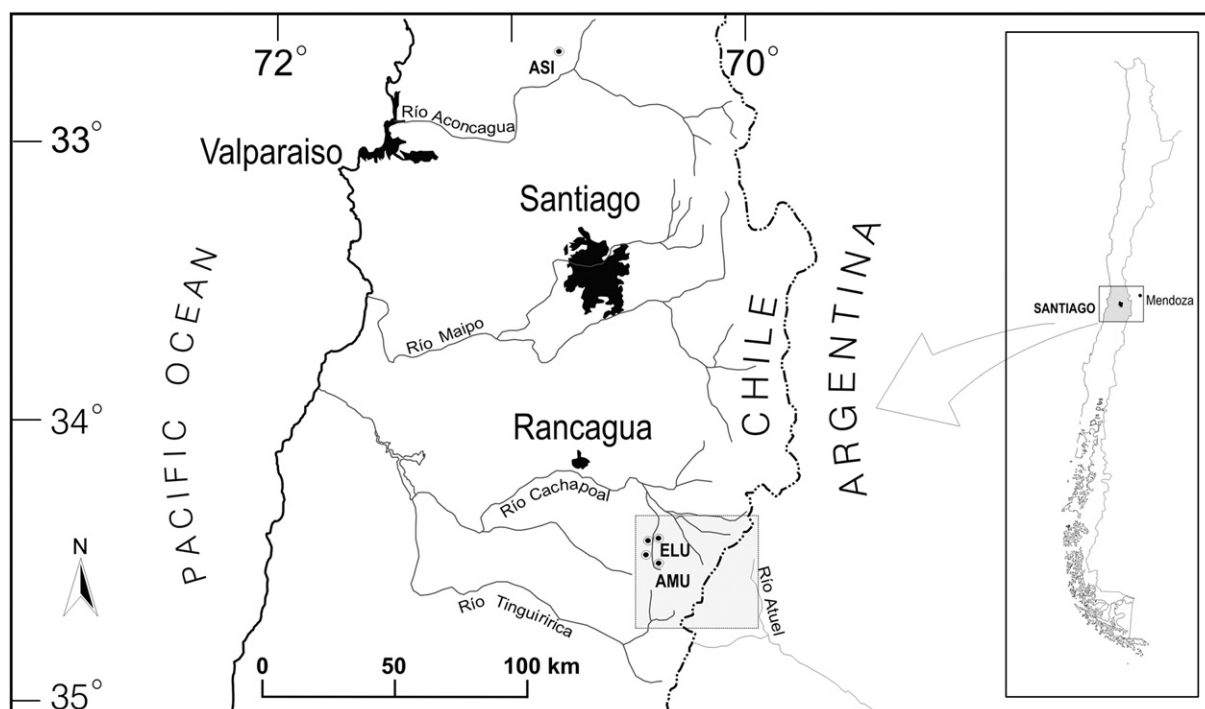 72°
70°
ASI
Río Aconcagua
33°
Valparaiso
Santiago
PACIFIC OCEAN
CHILE
ARGENTINA
SANTIAGO
Mendoza
Río Maipo
34°
Rancagua
Río Cachapoal
ELU
AMU
N
Río Tinguiririca
Río Atuel
0 50 100 km
35°